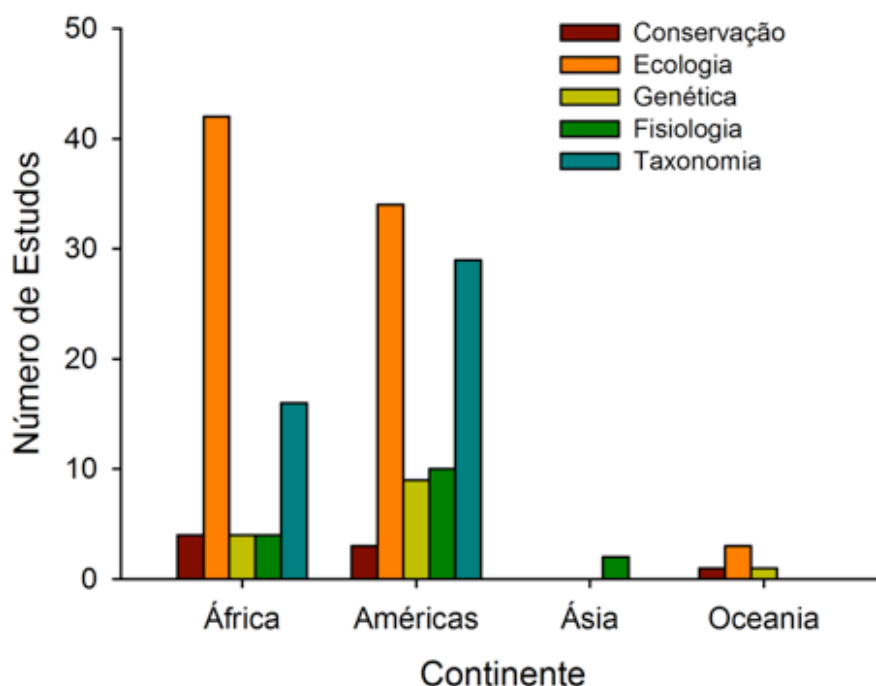 50
40
30
20
10
0
Número de Estudos
Conservação
Ecologia
Genética
Fisiologia
Taxonomia
África
Américas
Ásia
Oceania
Continente